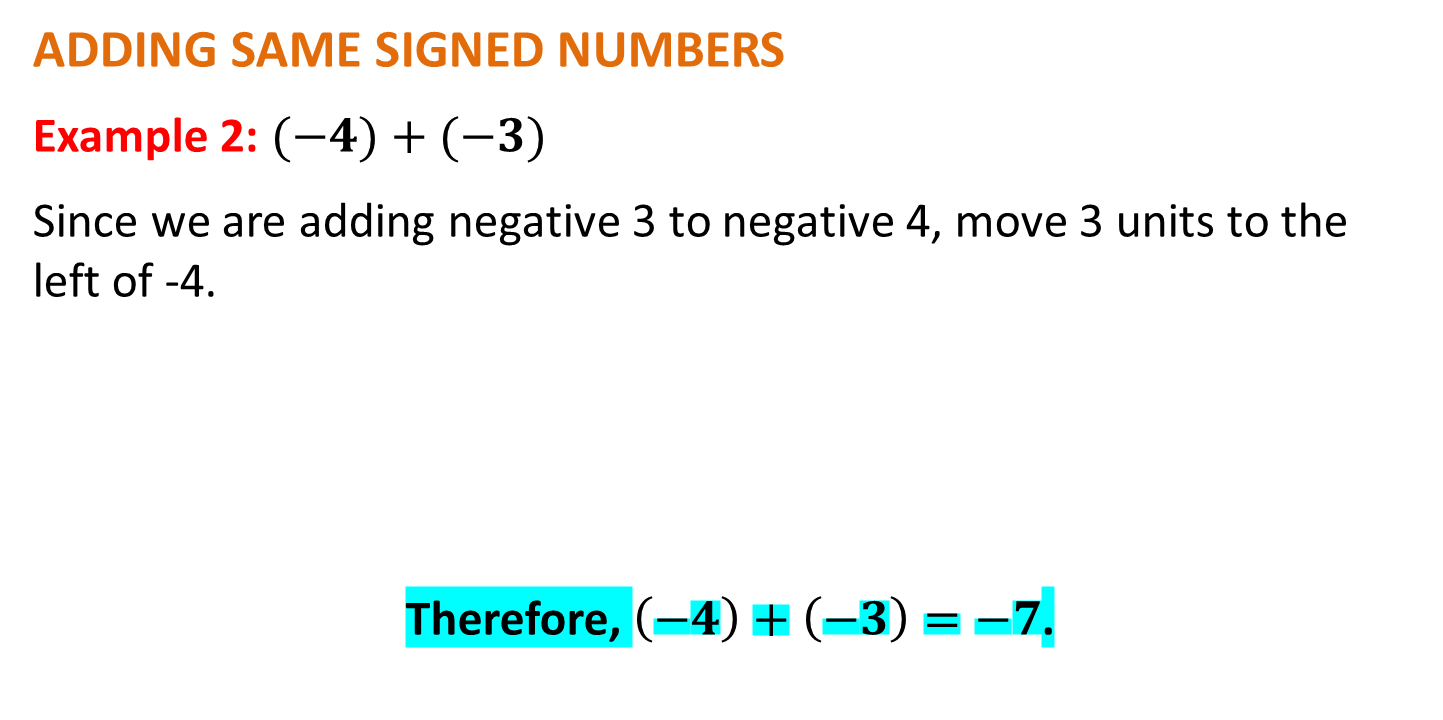 ADDING SAME SIGNED NUMBERS
Example 2: (−4) + (−3)
Since we are adding negative 3 to negative 4, move 3 units to the
left of -4.
Therefore, (−4) + (−3) = −7.